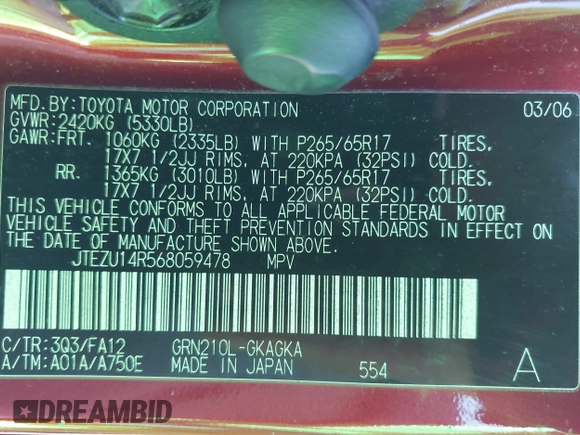 MFD.BY:TOYOTA MOTOR CORPORATION 03/06
GVWR:2420KG (5330LB)
GAWR:FRT. 1060KG (2335LB) WITH P265/65R17 TIRES,
17X7 1/2JJ RIMS, AT 220KPA (32PSI) COLD.
RR. 1365KG (3010LB) WITH P265/65R17 TIRES,
17X7 1/2JJ RIMS, AT 220KPA (32PSI) COLD.
THIS VEHICLE CONFORMS TO ALL APPLICABLE FEDERAL MOTOR
VEHICLE SAFETY AND THEFT PREVENTION STANDARDS IN EFFECT ON
THE DATE OF MANUFACTURE SHOWN ABOVE.
JTEZU14R568059478 MPV
C/TR:3Q3/FA12 GRN210L-GKAGKA
A/TM:A01A/A750E MADE IN JAPAN 554 A
DREAMBID